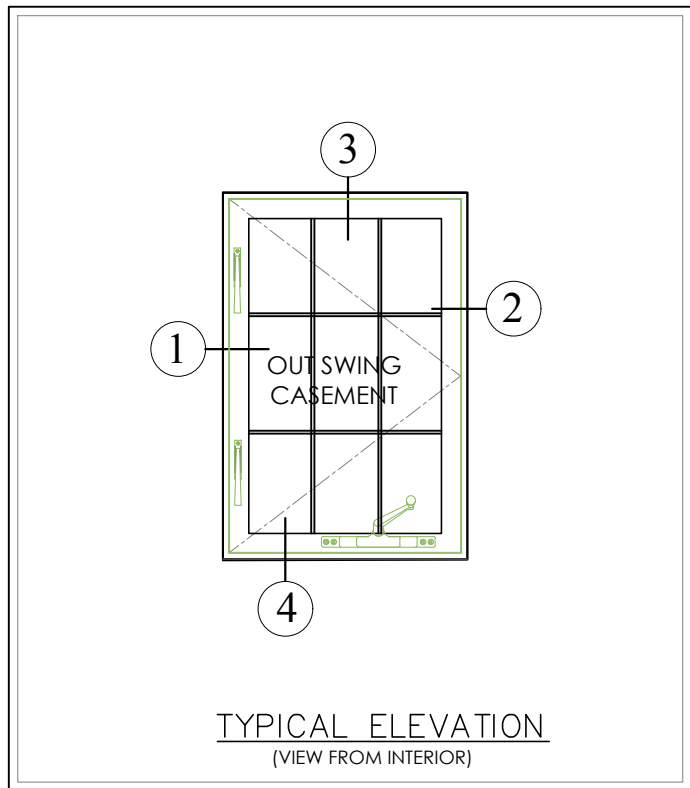 3
2
1
OUT SWING
CASEMENT
4
TYPICAL ELEVATION
(VIEW FROM INTERIOR)